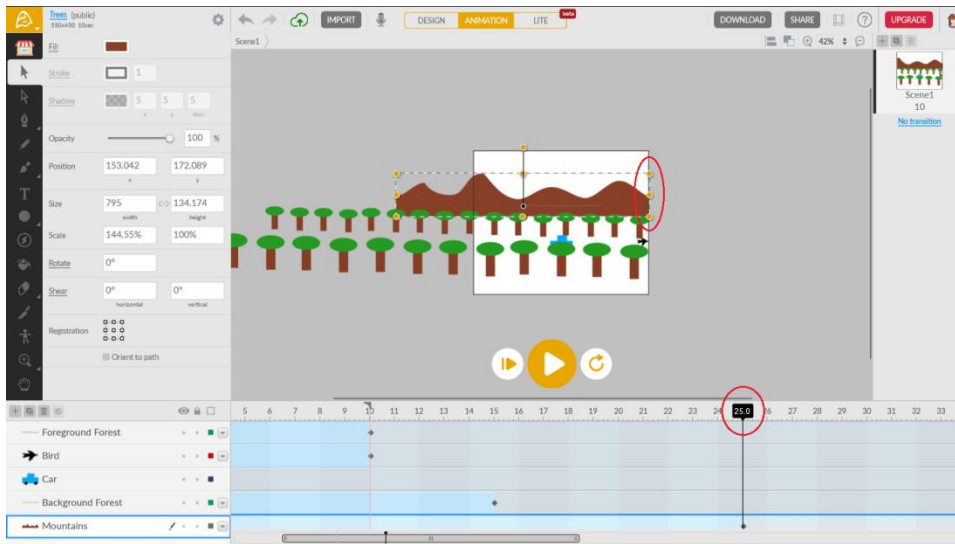 Trees (public)
550x450 10sec
IMPORT
DESIGN ANIMATION LITE beta
DOWNLOAD SHARE ? UPGRADE
Scene1
42%
Fill
Stroke 1
Shadow 5 5 5
x y blur
Opacity 100 %
Position 153.042 172.089
x y
Size 795 134.174
width height
Scale 144.55% 100%
Rotate 0°
Shear 0° 0°
horizontal vertical
Registration
Orient to path
T
Scene1
10
No transition
5 6 7 8 9 10 11 12 13 14 15 16 17 18 19 20 21 22 23 24 25.0 26 27 28 29 30 31 32 33
Foreground Forest
Bird
Car
Background Forest
Mountains